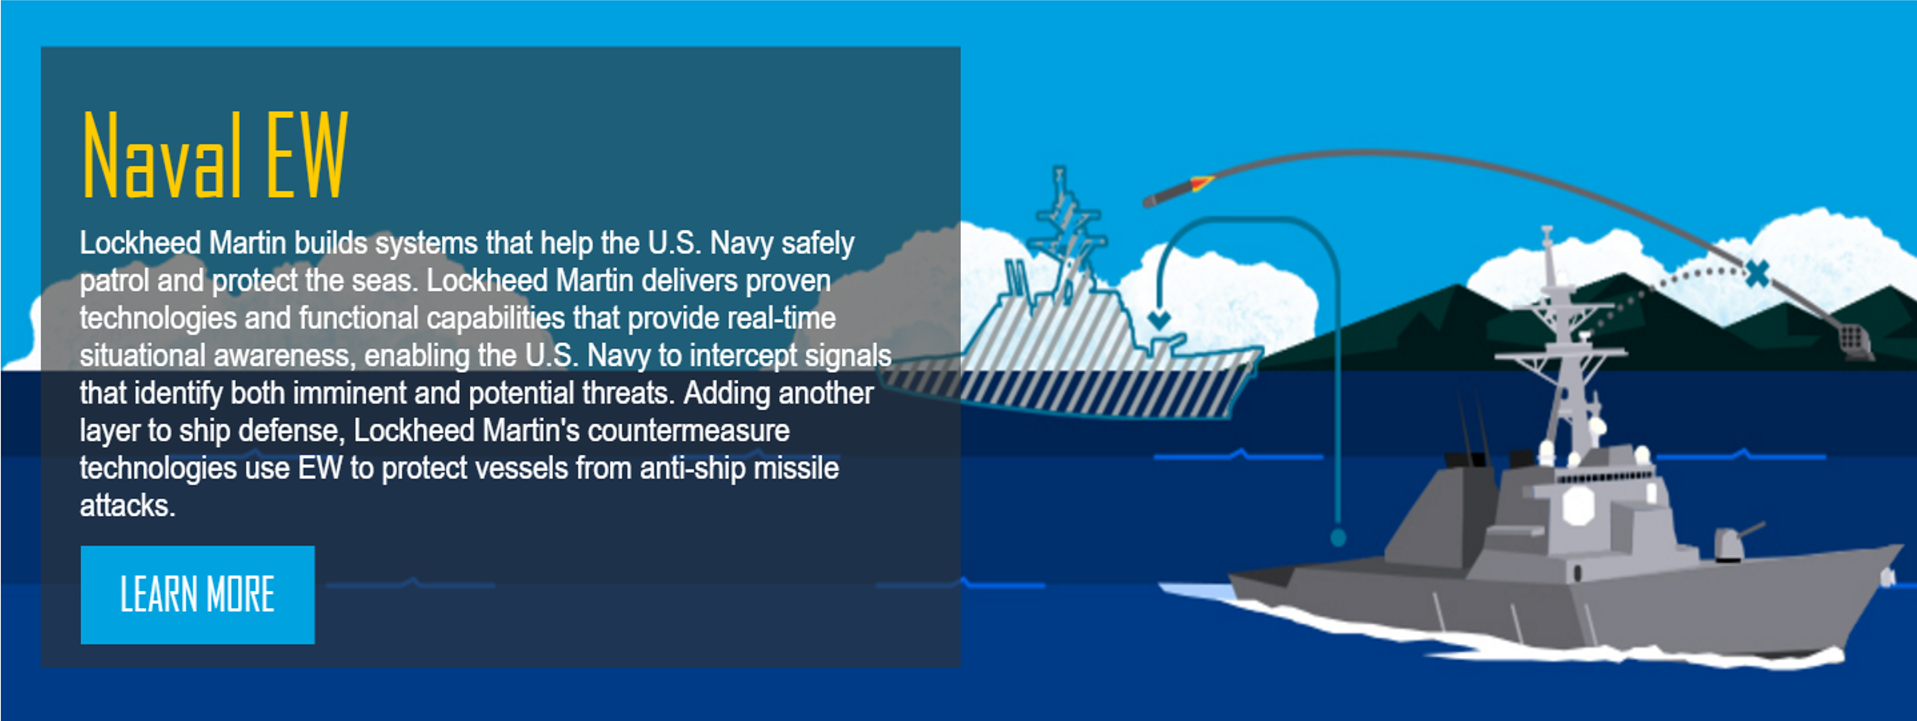 Naval EW
Lockheed Martin builds systems that help the U.S. Navy safely
patrol and protect the seas. Lockheed Martin delivers proven
technologies and functional capabilities that provide real-time
situational awareness, enabling the U.S. Navy to intercept signals
that identify both imminent and potential threats. Adding another
layer to ship defense, Lockheed Martin's countermeasure
technologies use EW to protect vessels from anti-ship missile
attacks.
LEARN MORE